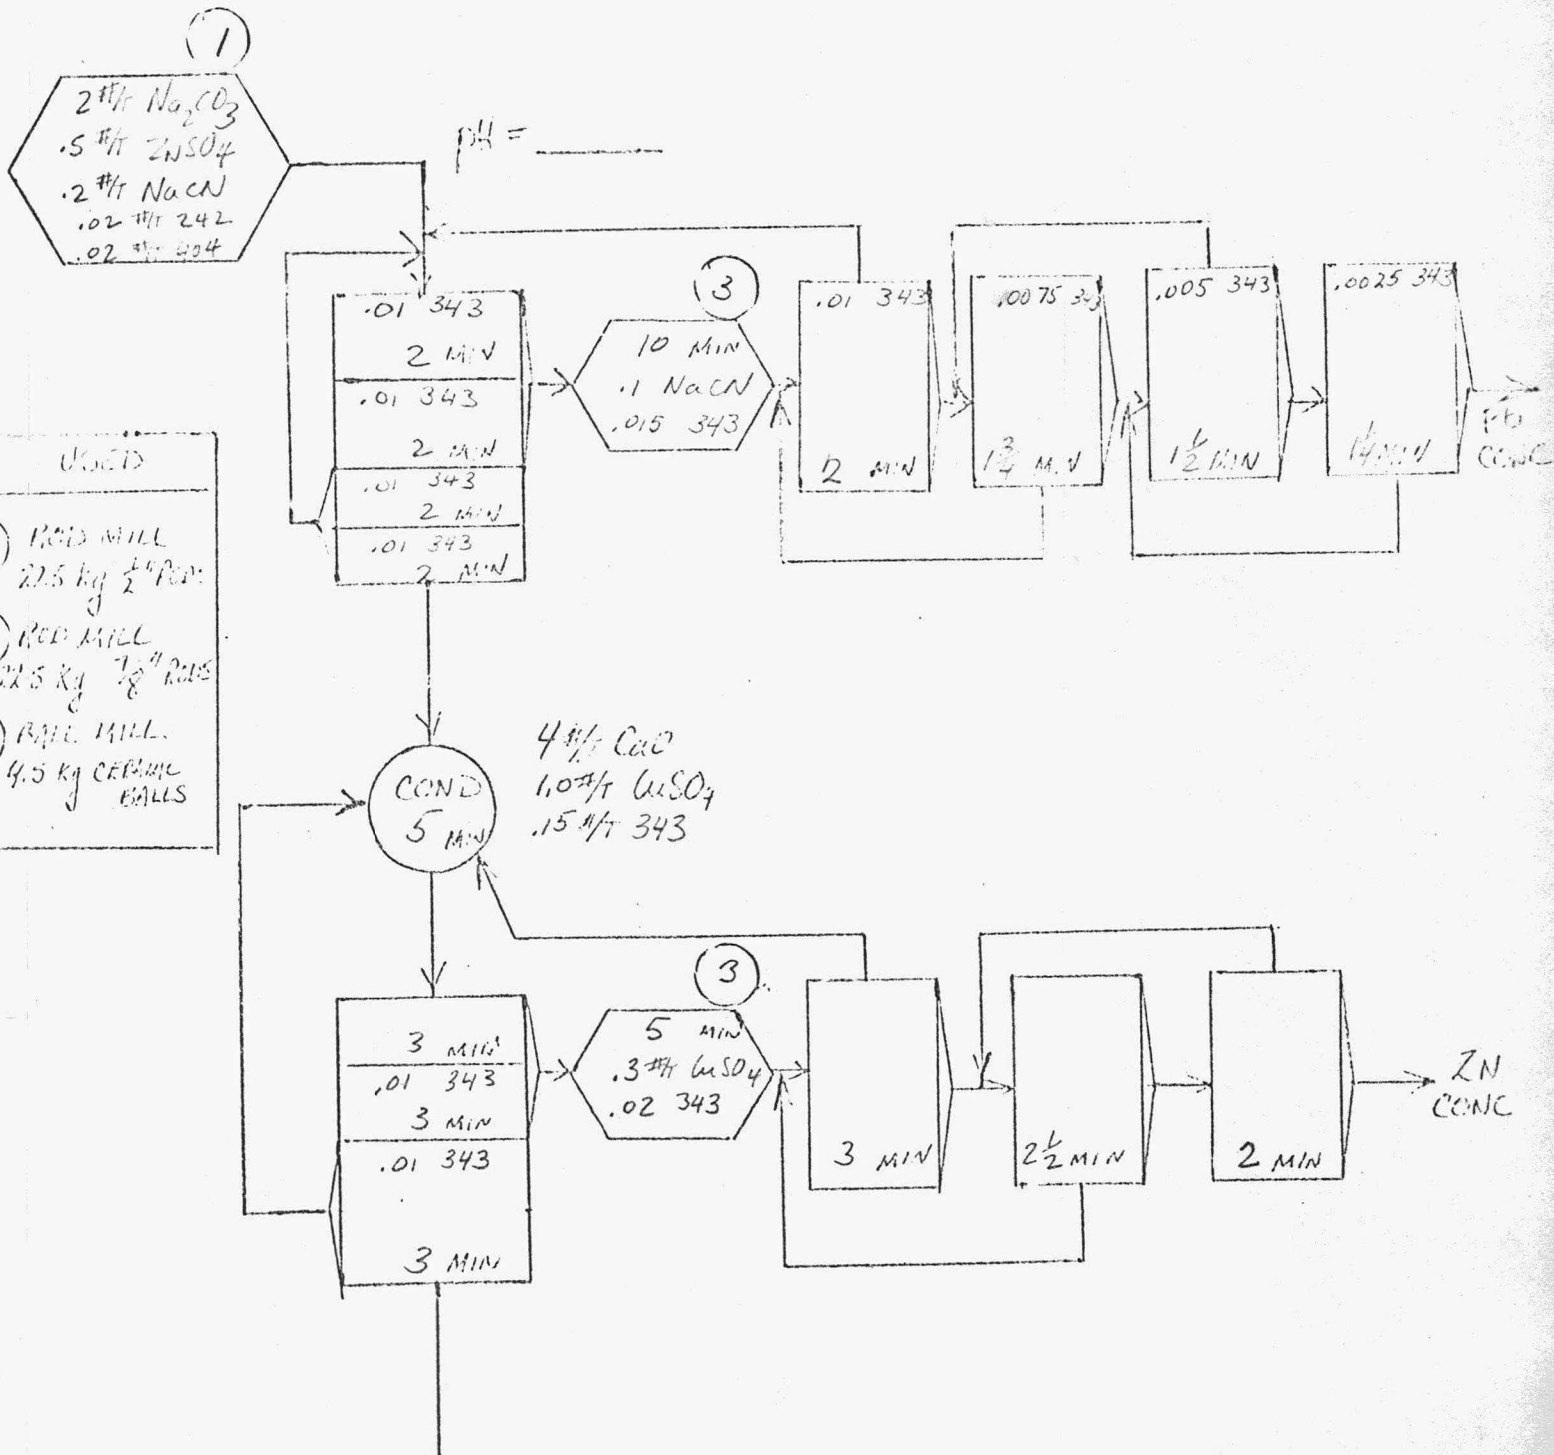 1
2 #/T Na2CO3
.5 #/T ZNSO4
.2 #/T NaCN
.02 #/T 242
.02 #/T 404
pH = ______
.01 343
2 MIN
.01 343
2 MIN
.01 343
2 MIN
.01 343
2 MIN
3
10 MIN
.1 NaCN
.015 343
.01 343
2 MIN
.0075 343
1 3/4 MIN
.005 343
1 1/2 MIN
.0025 343
1/4 MIN
Pb
CONC
USED
ROD MILL
22.5 kg 1/2" RODS
ROD MILL
22.5 Kg 7/8" RODS
BALL MILL
4.5 kg CERAMIC
BALLS
COND
5 MIN
4 #/T CaO
1.0 #/T CuSO4
.15 #/T 343
3 MIN
.01 343
3 MIN
.01 343
3 MIN
3
5 MIN
.3 #/T CuSO4
.02 343
3 MIN
2 1/2 MIN
2 MIN
ZN
CONC